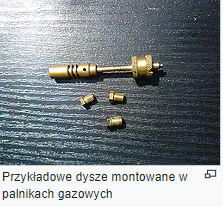 Przykładowe dysze montowane w
palnikach gazowych